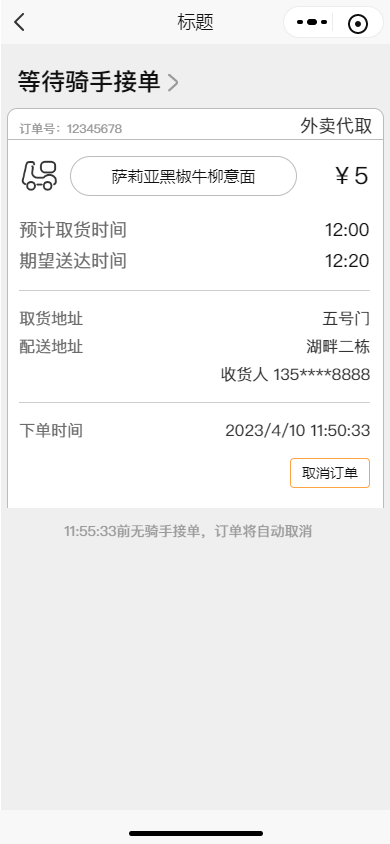 标题
等待骑手接单
订单号：12345678 外卖代取
萨莉亚黑椒牛柳意面 ￥5
预计取货时间 12:00
期望送达时间 12:20
取货地址 五号门
配送地址 湖畔二栋
收货人 135****8888
下单时间 2023/4/10 11:50:33
取消订单
11:55:33前无骑手接单，订单将自动取消